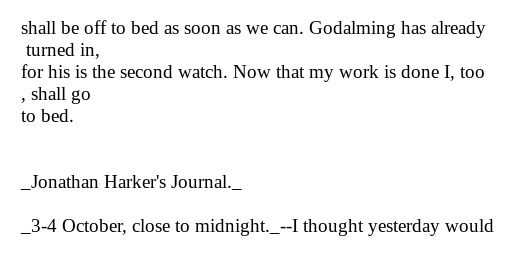 shall be off to bed as soon as we can. Godalming has already
turned in,
for his is the second watch. Now that my work is done I, too
, shall go
to bed.
_Jonathan Harker's Journal._
_3-4 October, close to midnight._--I thought yesterday would